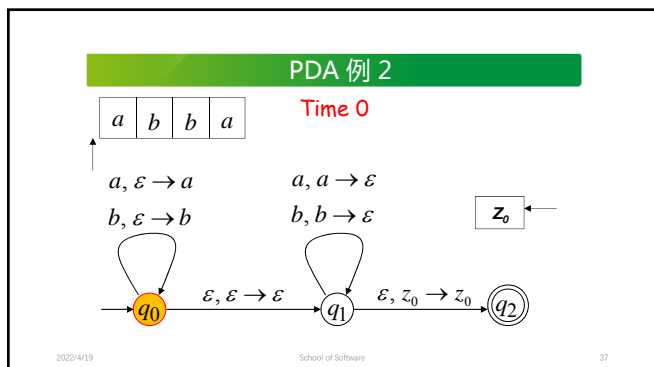 PDA 例 2
a b b a
Time 0
a, ε → a
b, ε → b
a, a → ε
b, b → ε
z₀
ε, ε → ε
ε, z₀ → z₀
q₀
q₁
q₂
2022/4/19
School of Software
37